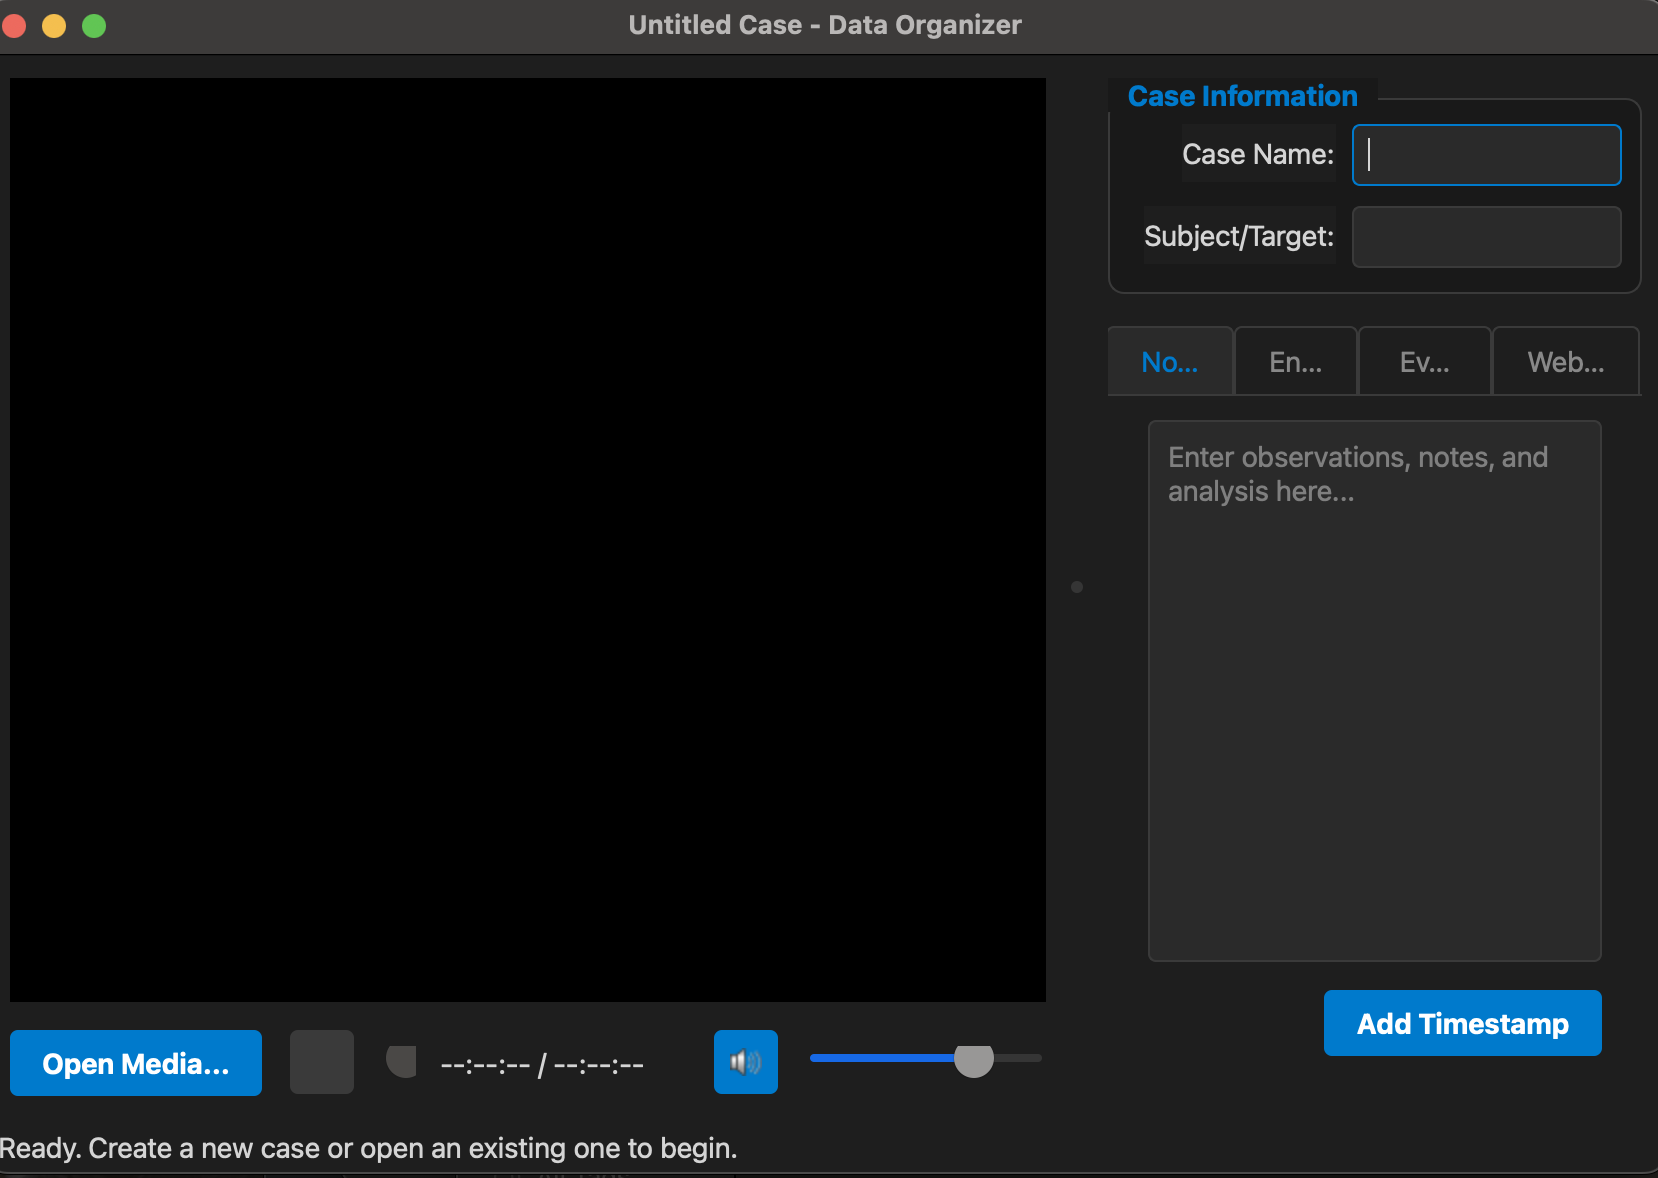 Untitled Case - Data Organizer
Case Information
Case Name:
Subject/Target:
No... En... Ev... Web...
Enter observations, notes, and
analysis here...
Add Timestamp
Open Media... --:--:-- / --:--:--
Ready. Create a new case or open an existing one to begin.